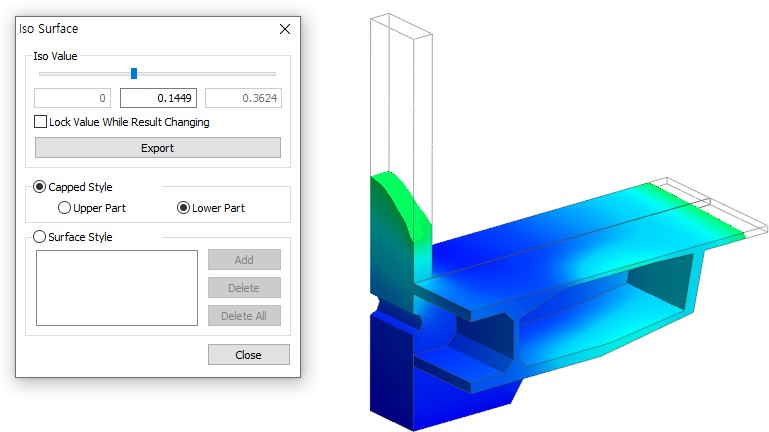 Iso Surface
Iso Value
0 0.1449 0.3624
Lock Value While Result Changing
Export
Capped Style
Upper Part Lower Part
Surface Style
Add
Delete
Delete All
Close